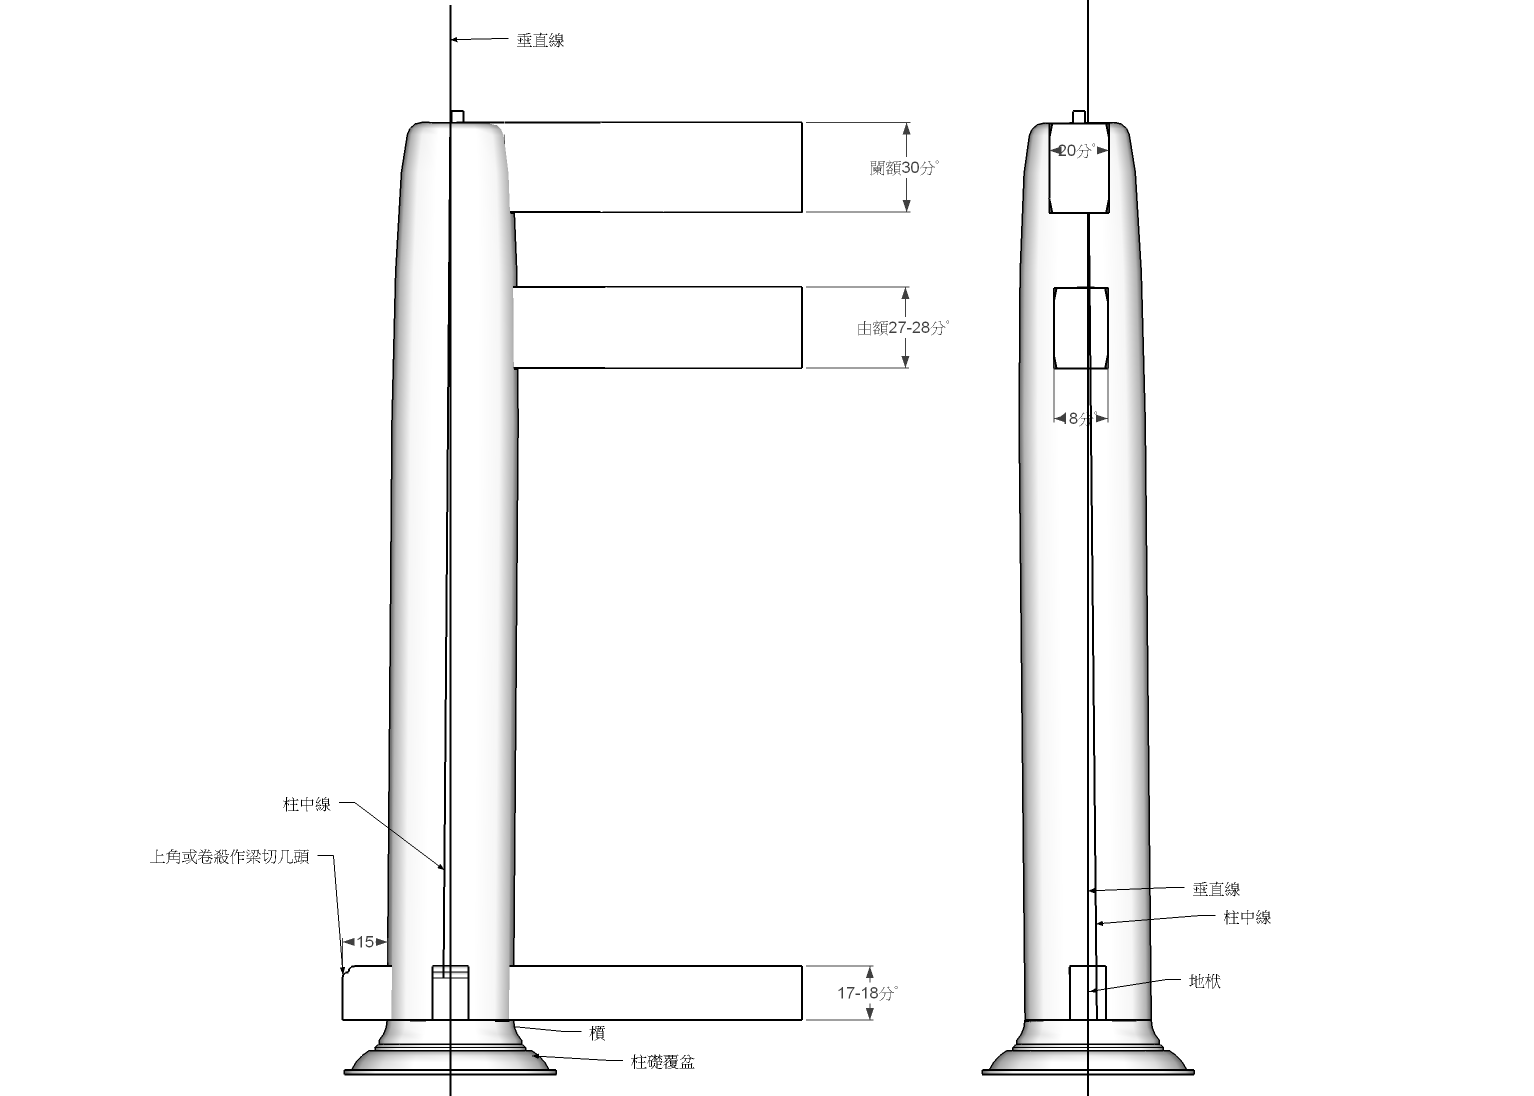 垂直線
闌額30分°
20分°
由額27-28分°
8分°
柱中線
上角或卷殺作梁切几頭
垂直線
柱中線
15
地栿
17-18分°
櫍
柱礎覆盆